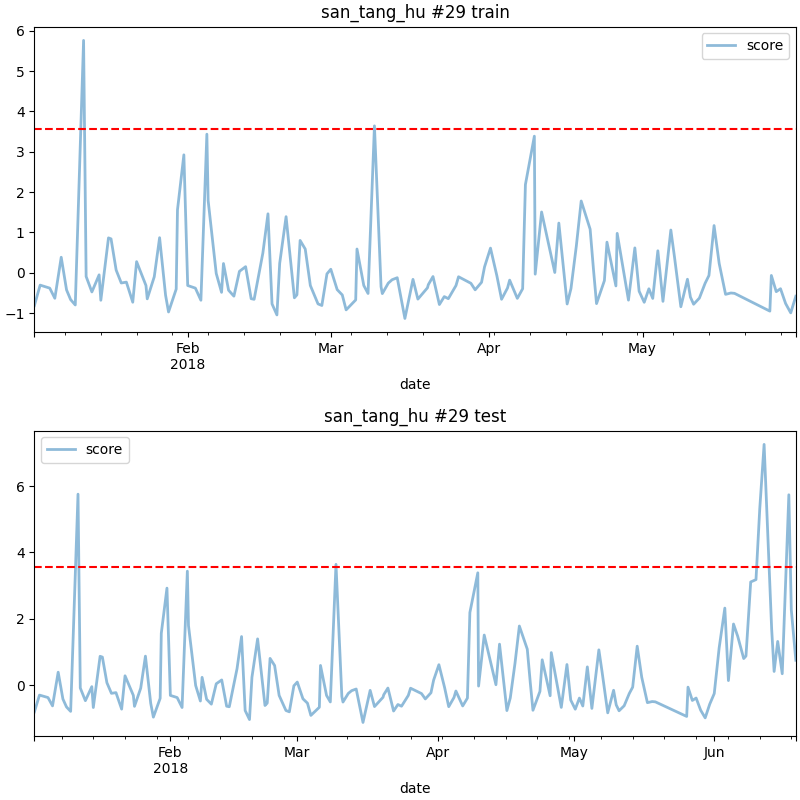 san_tang_hu #29 train
score
6
5
4
3
2
1
0
−1
Feb Mar Apr May
2018
date
san_tang_hu #29 test
score
6
4
2
0
Feb Mar Apr May Jun
2018
date